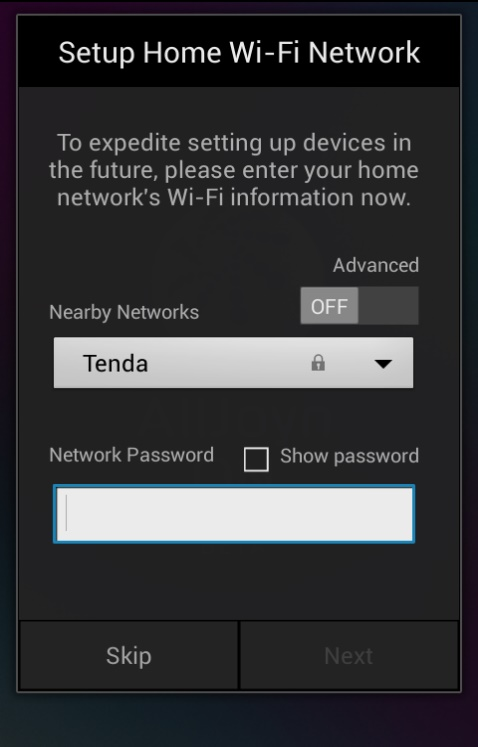 Setup Home Wi-Fi Network
To expedite setting up devices in
the future, please enter your home
network's Wi-Fi information now.
Advanced
Nearby Networks
OFF
Tenda
Network Password
Show password
Skip
Next